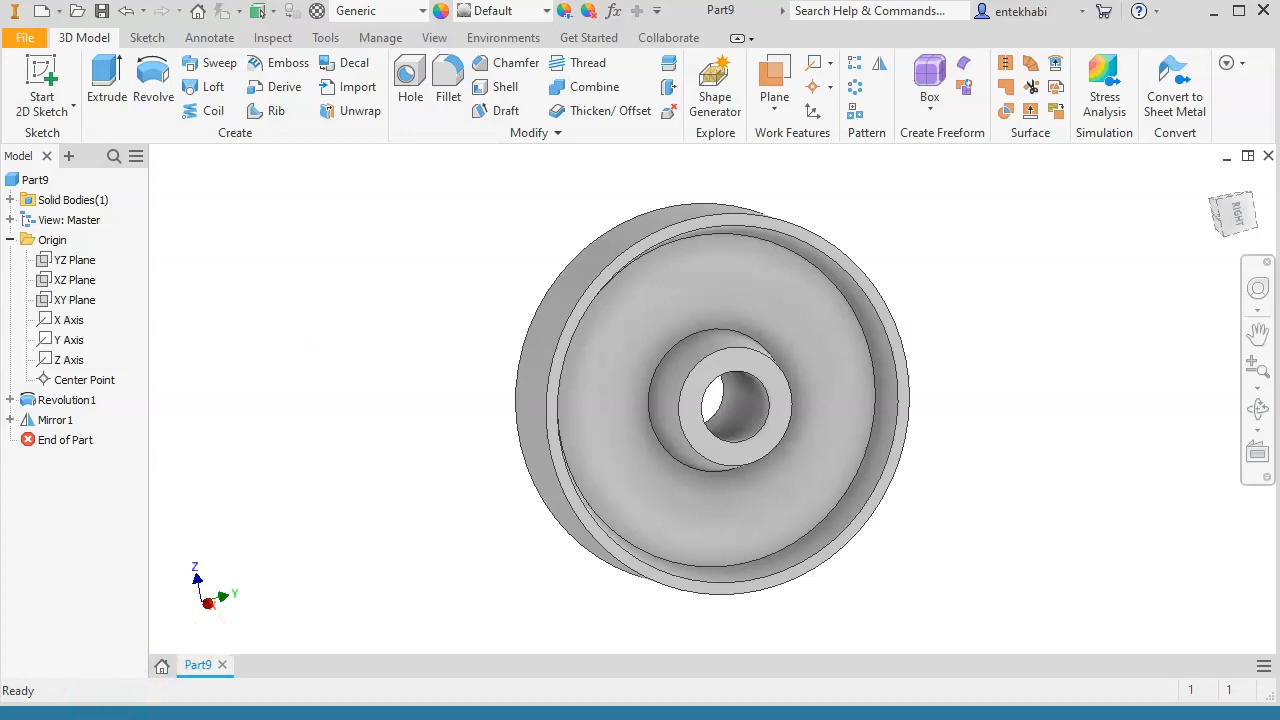 Generic Default fx Part9 Search Help & Commands... entekhabi
File 3D Model Sketch Annotate Inspect Tools Manage View Environments Get Started Collaborate
Start
2D Sketch
Sketch
Extrude
Revolve
Sweep
Loft
Coil
Emboss
Derive
Rib
Decal
Import
Unwrap
Create
Hole
Fillet
Chamfer
Shell
Draft
Thread
Combine
Thicken/ Offset
Modify
Shape
Generator
Explore
Plane
Work Features
Pattern
Box
Create Freeform
Surface
Stress
Analysis
Simulation
Convert to
Sheet Metal
Convert
Model
Part9
Solid Bodies(1)
View: Master
Origin
YZ Plane
XZ Plane
XY Plane
X Axis
Y Axis
Z Axis
Center Point
Revolution1
Mirror1
End of Part
RIGHT
Z
Y
X
Part9
Ready
1 1